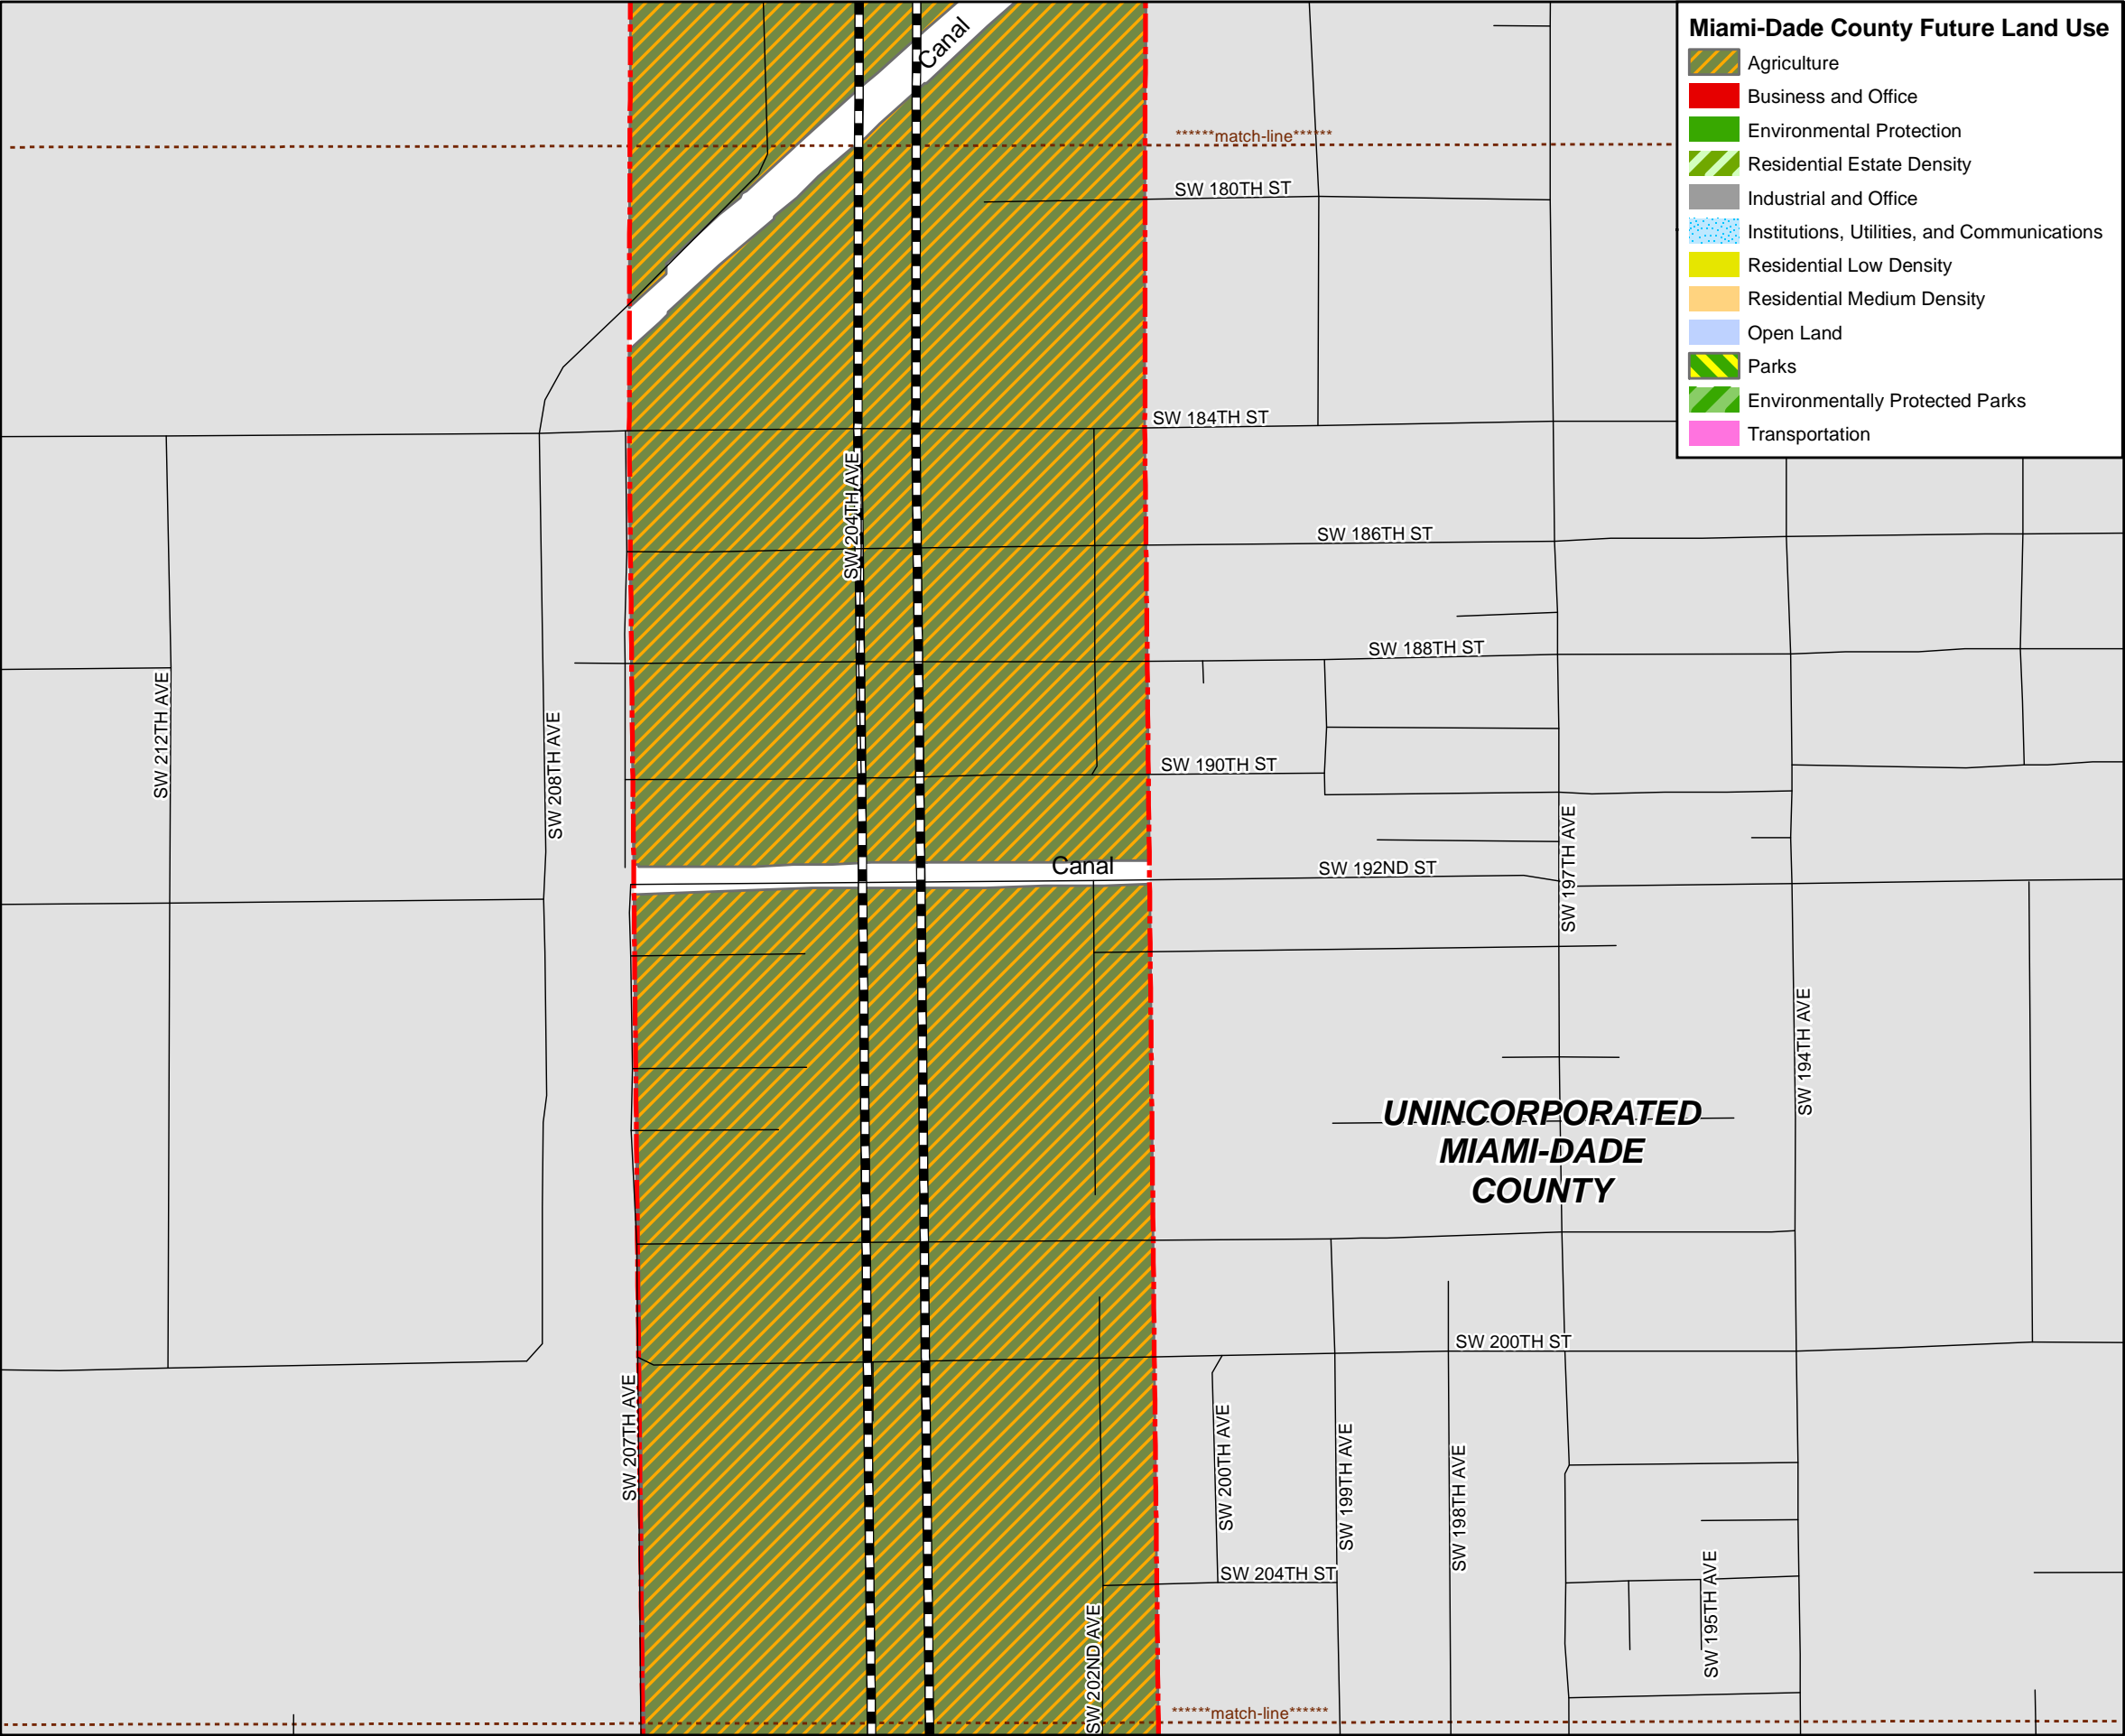 Miami-Dade County Future Land Use
Agriculture
Business and Office
Environmental Protection
Residential Estate Density
Industrial and Office
Institutions, Utilities, and Communications
Residential Low Density
Residential Medium Density
Open Land
Parks
Environmentally Protected Parks
Transportation
Canal
******match-line******
SW 180TH ST
SW 184TH ST
SW 204TH AVE
SW 186TH ST
SW 188TH ST
SW 212TH AVE
SW 208TH AVE
SW 190TH ST
Canal
SW 192ND ST
SW 197TH AVE
SW 194TH AVE
UNINCORPORATED
MIAMI-DADE
COUNTY
SW 200TH ST
SW 207TH AVE
SW 200TH AVE
SW 199TH AVE
SW 198TH AVE
SW 204TH ST
SW 195TH AVE
SW 202ND AVE
******match-line******